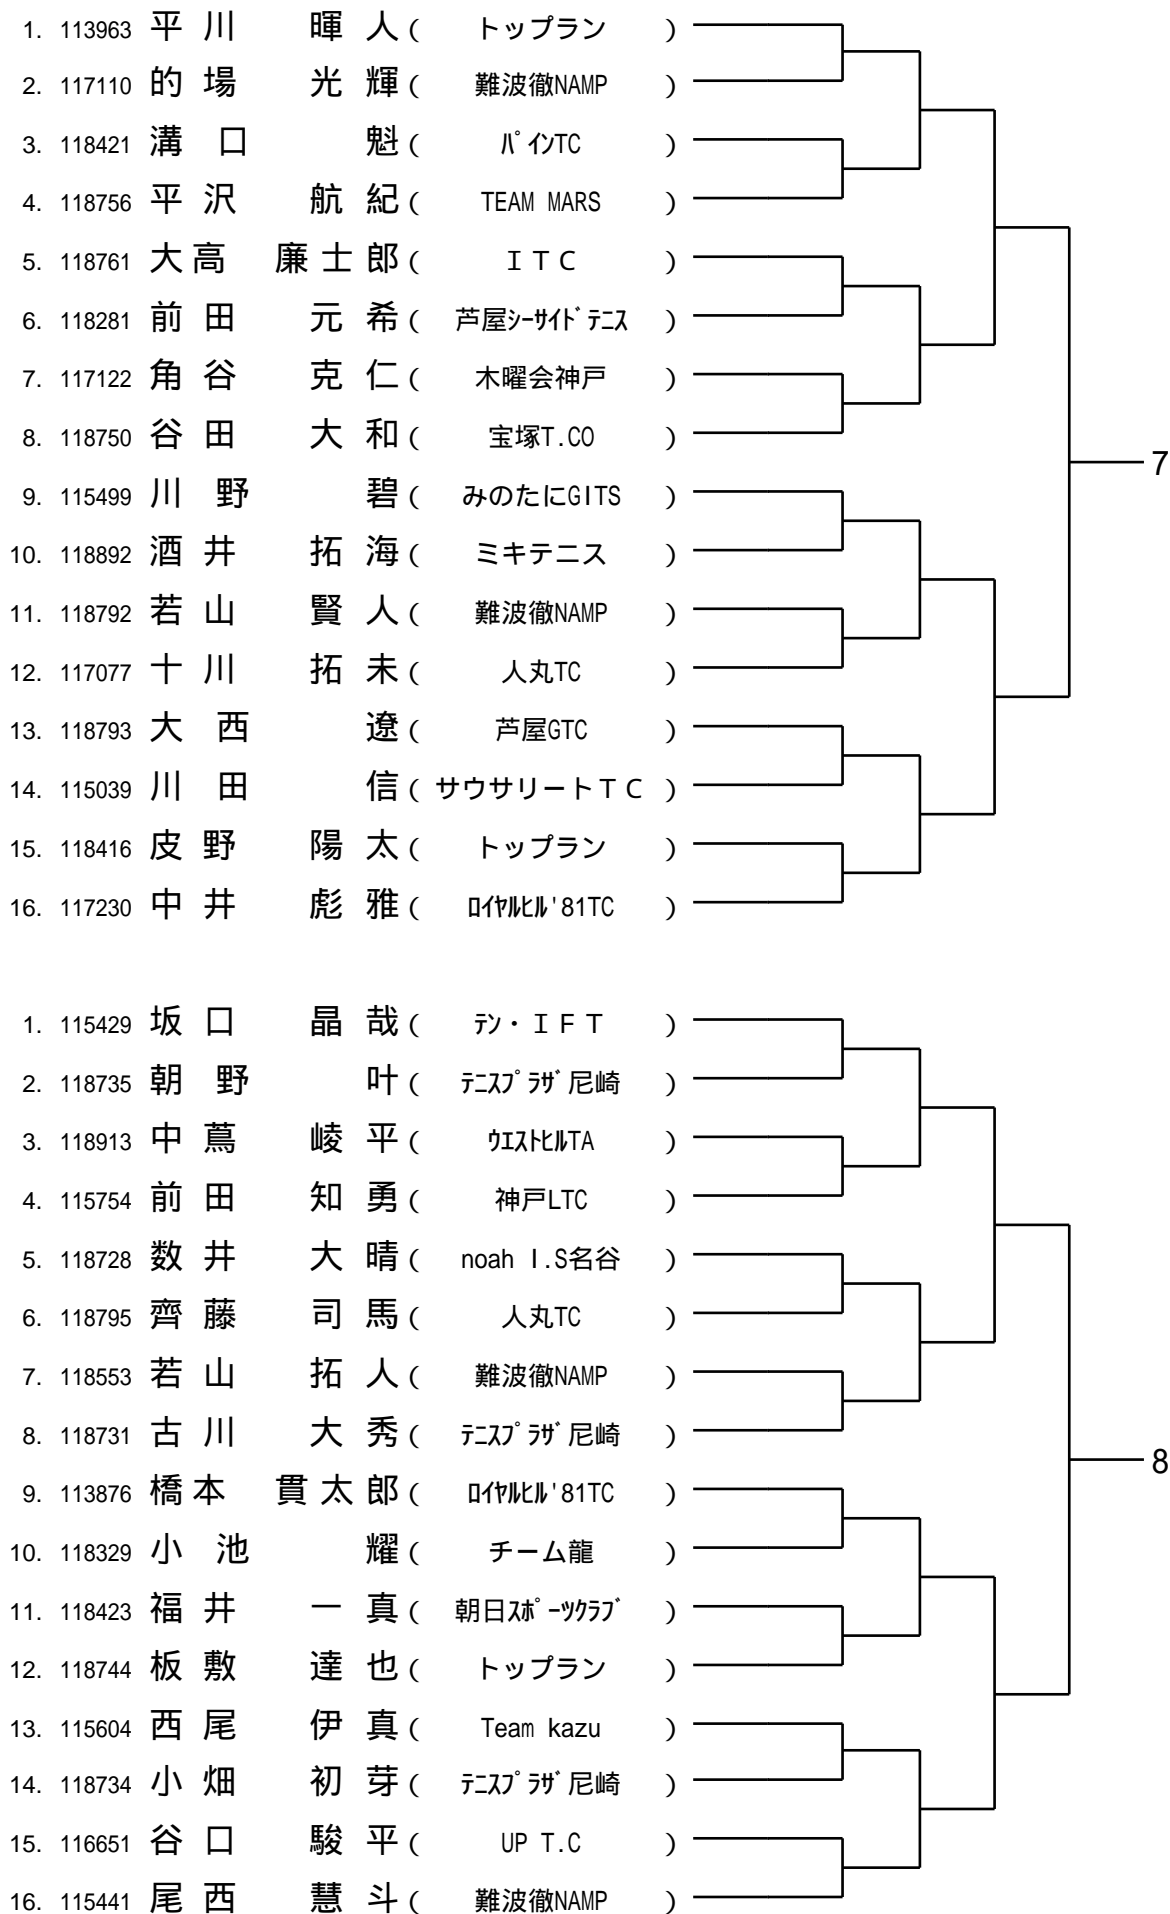 1. 113963 平川 暉人 ( トップラン )
2. 117110 的場 光輝 ( 難波徹NAMP )
3. 118421 溝口 魁 ( ﾊﾟｲﾝTC )
4. 118756 平沢 航紀 ( TEAM MARS )
5. 118761 大高 廉士郎 ( ＩＴＣ )
6. 118281 前田 元希 ( 芦屋ｼｰｻｲﾄﾞﾃﾆｽ )
7. 117122 角谷 克仁 ( 木曜会神戸 )
8. 118750 谷田 大和 ( 宝塚T.CO )
7
9. 115499 川野 碧 ( みのたにGITS )
10. 118892 酒井 拓海 ( ミキテニス )
11. 118792 若山 賢人 ( 難波徹NAMP )
12. 117077 十川 拓未 ( 人丸TC )
13. 118793 大西 遼 ( 芦屋GTC )
14. 115039 川田 信 ( サウサリートＴＣ )
15. 118416 皮野 陽太 ( トップラン )
16. 117230 中井 彪雅 ( ﾛｲﾔﾙﾋﾙ'81TC )
1. 115429 坂口 晶哉 ( ﾃﾝ・ＩＦＴ )
2. 118735 朝野 叶 ( ﾃﾆｽﾌﾟﾗｻﾞ尼崎 )
3. 118913 中蔦 崚平 ( ｳｴｽﾄﾋﾙTA )
4. 115754 前田 知勇 ( 神戸LTC )
5. 118728 数井 大晴 ( noah I.S名谷 )
6. 118795 齊藤 司馬 ( 人丸TC )
7. 118553 若山 拓人 ( 難波徹NAMP )
8. 118731 古川 大秀 ( ﾃﾆｽﾌﾟﾗｻﾞ尼崎 )
8
9. 113876 橋本 貫太郎 ( ﾛｲﾔﾙﾋﾙ'81TC )
10. 118329 小池 耀 ( チーム龍 )
11. 118423 福井 一真 ( 朝日ｽﾎﾟｰﾂｸﾗﾌﾞ )
12. 118744 板敷 達也 ( トップラン )
13. 115604 西尾 伊真 ( Team kazu )
14. 118734 小畑 初芽 ( ﾃﾆｽﾌﾟﾗｻﾞ尼崎 )
15. 116651 谷口 駿平 ( UP T.C )
16. 115441 尾西 慧斗 ( 難波徹NAMP )